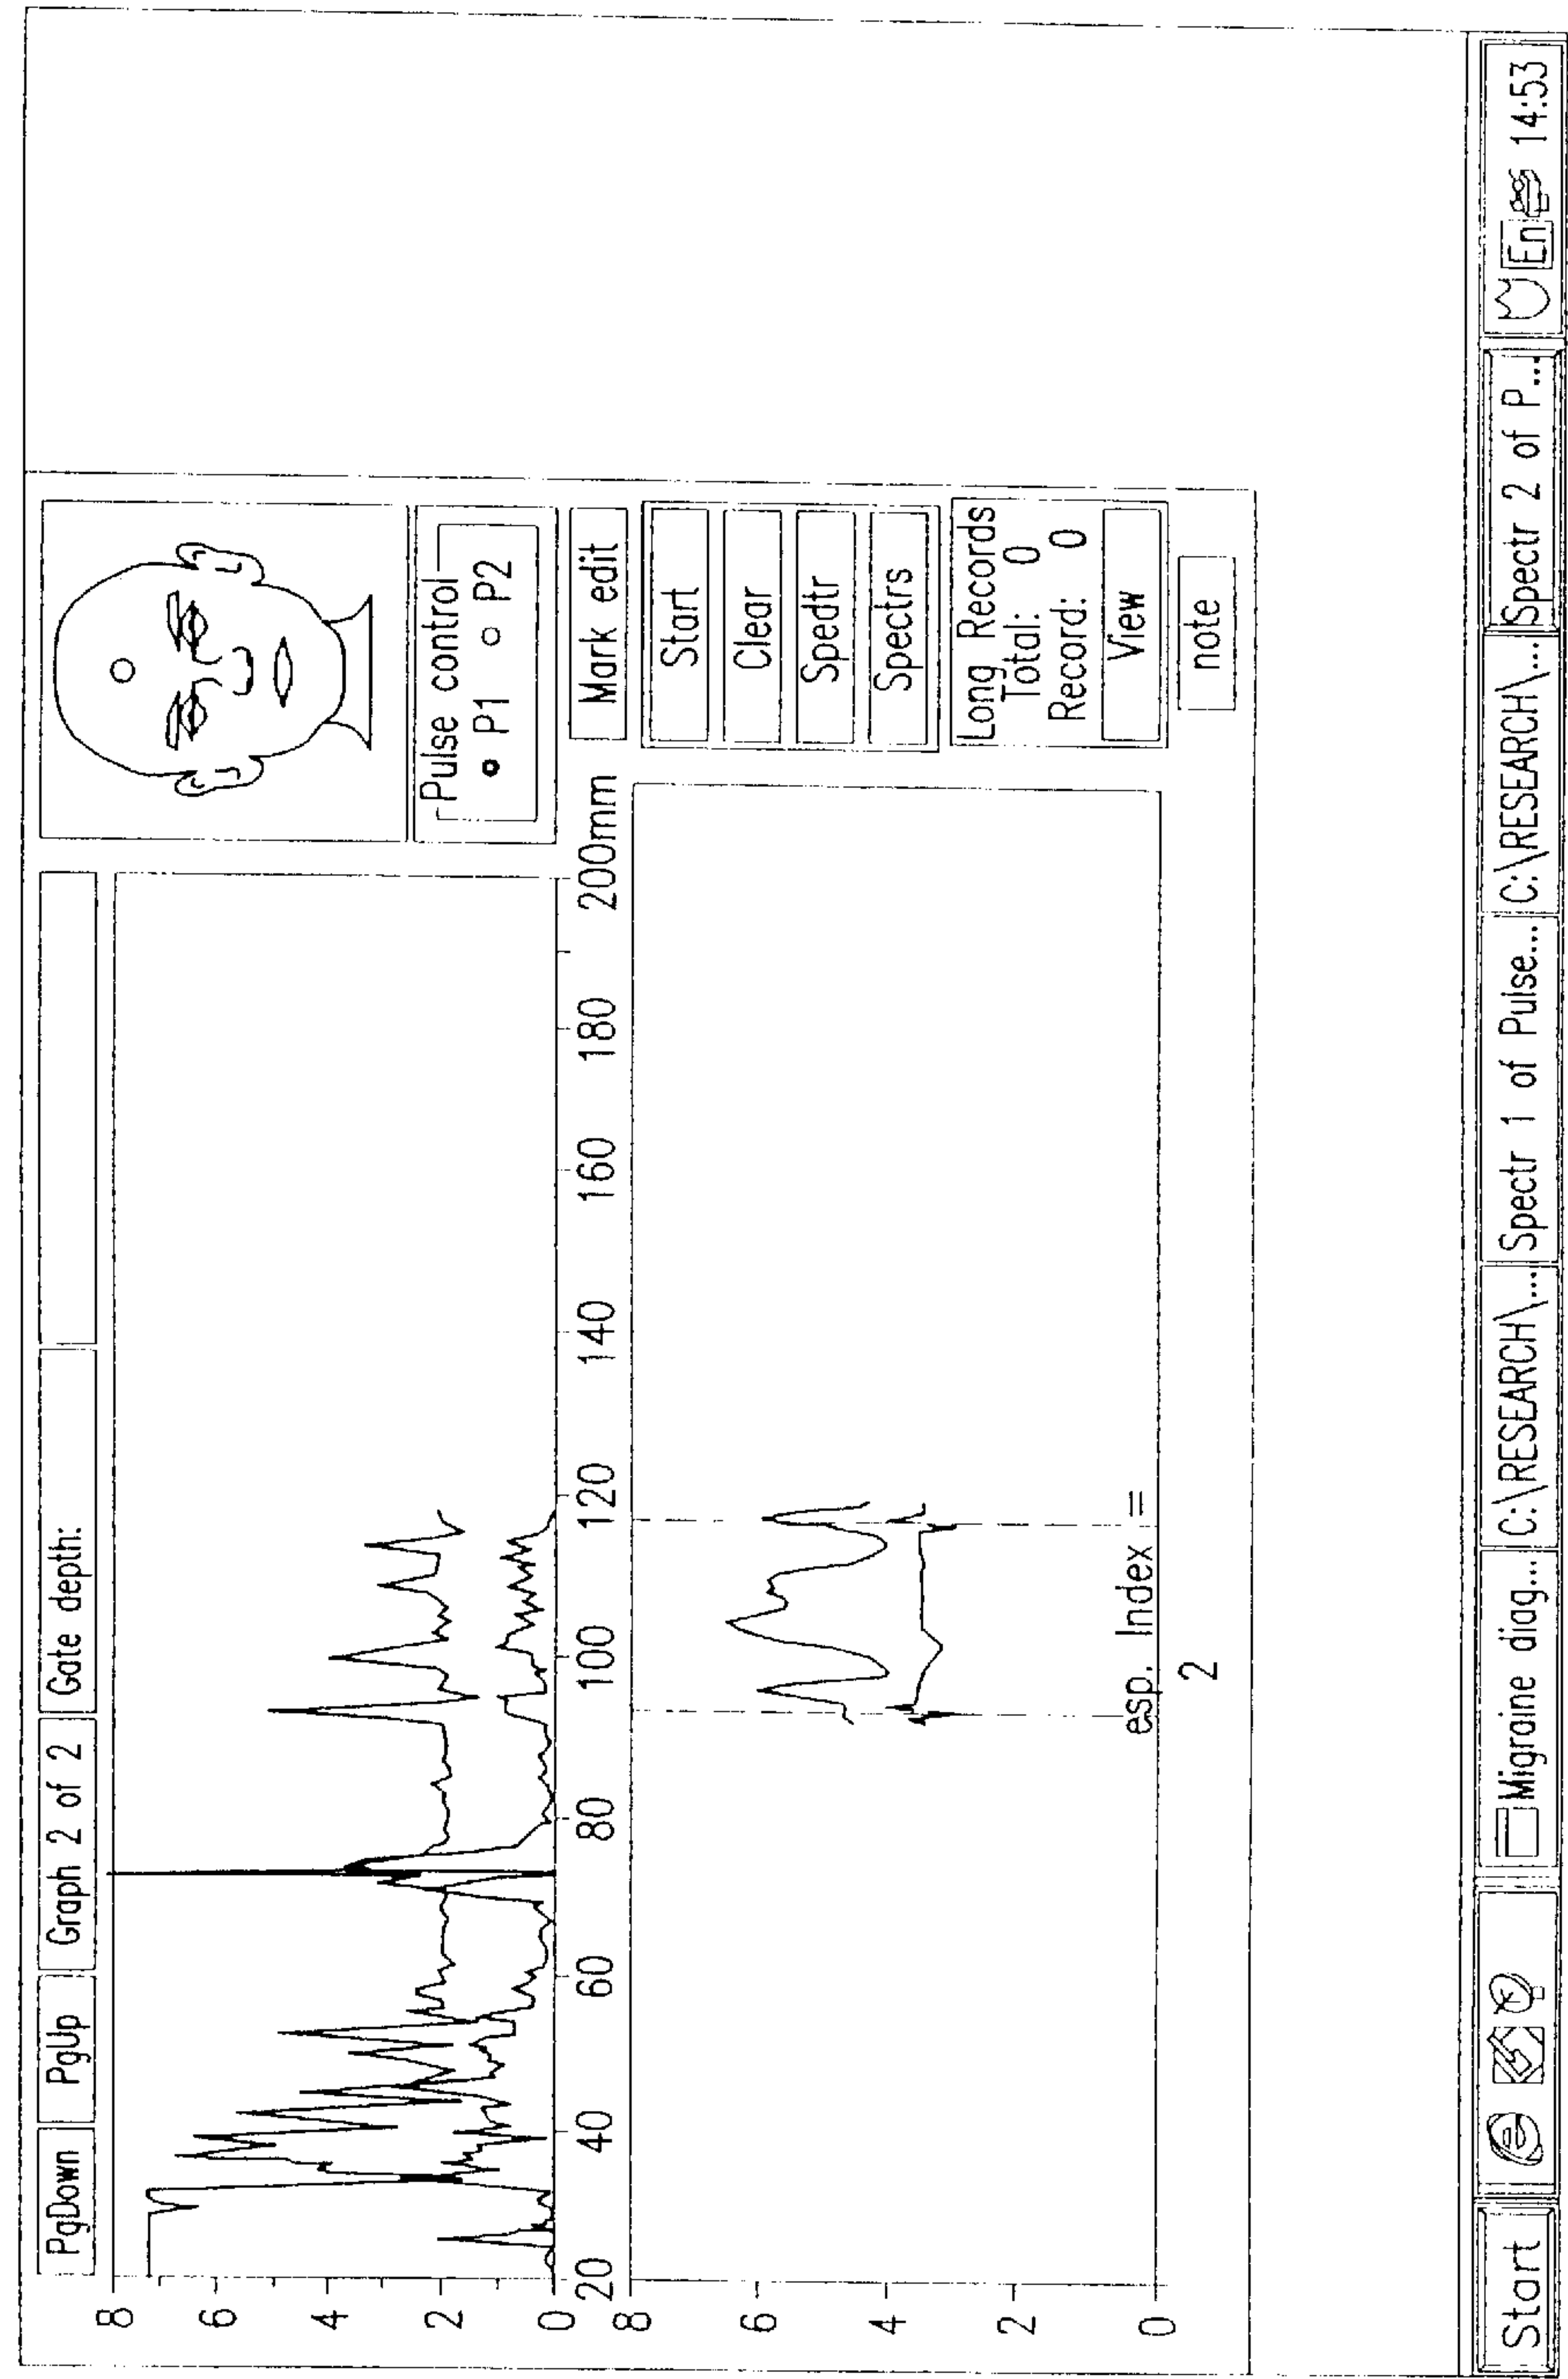 PgDown PgUp Graph 2 of 2 Gate depth:
8
6
4
2
0
20 40 60 80 100 120 140 160 180 200mm
Pulse control
P1 P2
Mark edit
Start
Clear
Spedtr
Spectrs
Long Records
Total: 0
Record: 0
View
note
8
6
4
2
0
esp. Index =
2
Start Migraine diag... C:\RESEARCH\... Spectr 1 of Pulse... C:\RESEARCH\... Spectr 2 of P... En 14:53